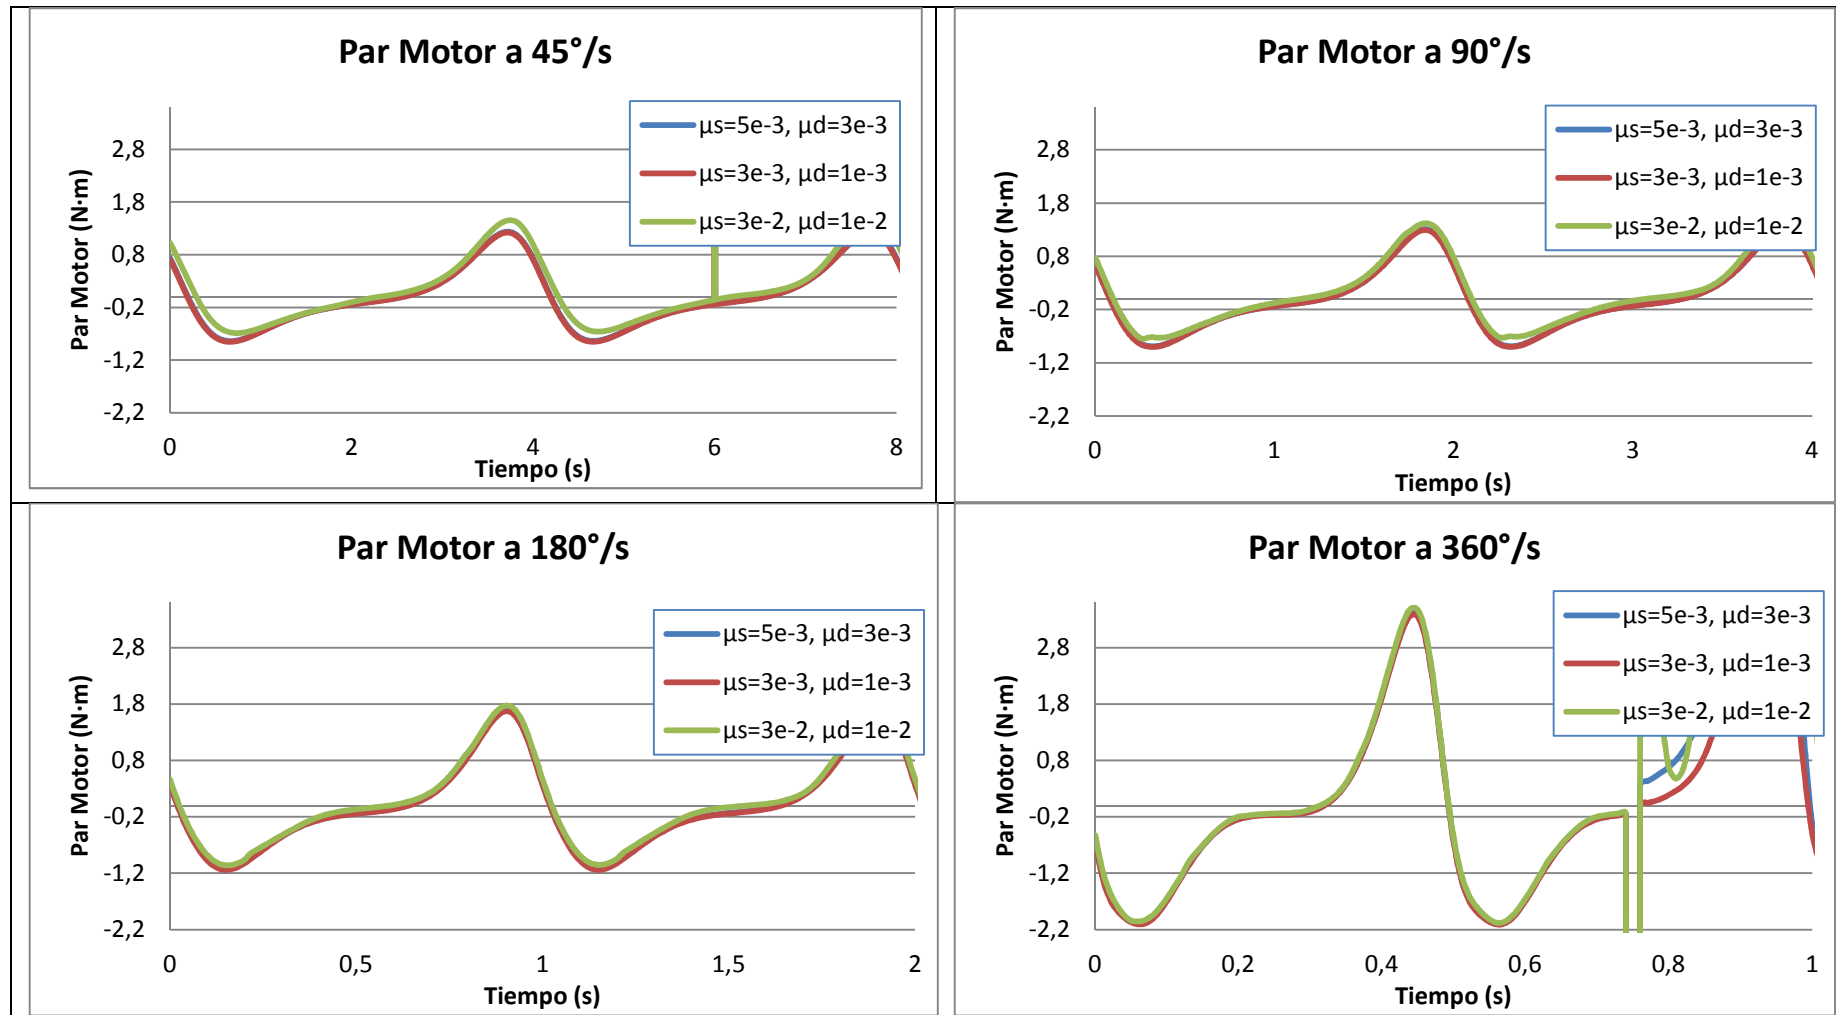 Par Motor a 45°/s
Par Motor (N·m)
2,8
1,8
0,8
-0,2
-1,2
-2,2
0 2 4 6 8
Tiempo (s)
µs=5e-3, µd=3e-3
µs=3e-3, µd=1e-3
µs=3e-2, µd=1e-2
Par Motor a 90°/s
Par Motor (N·m)
2,8
1,8
0,8
-0,2
-1,2
-2,2
0 1 2 3 4
Tiempo (s)
µs=5e-3, µd=3e-3
µs=3e-3, µd=1e-3
µs=3e-2, µd=1e-2
Par Motor a 180°/s
Par Motor (N·m)
2,8
1,8
0,8
-0,2
-1,2
-2,2
0 0,5 1 1,5 2
Tiempo (s)
µs=5e-3, µd=3e-3
µs=3e-3, µd=1e-3
µs=3e-2, µd=1e-2
Par Motor a 360°/s
Par Motor (N·m)
2,8
1,8
0,8
-0,2
-1,2
-2,2
0 0,2 0,4 0,6 0,8 1
Tiempo (s)
µs=5e-3, µd=3e-3
µs=3e-3, µd=1e-3
µs=3e-2, µd=1e-2